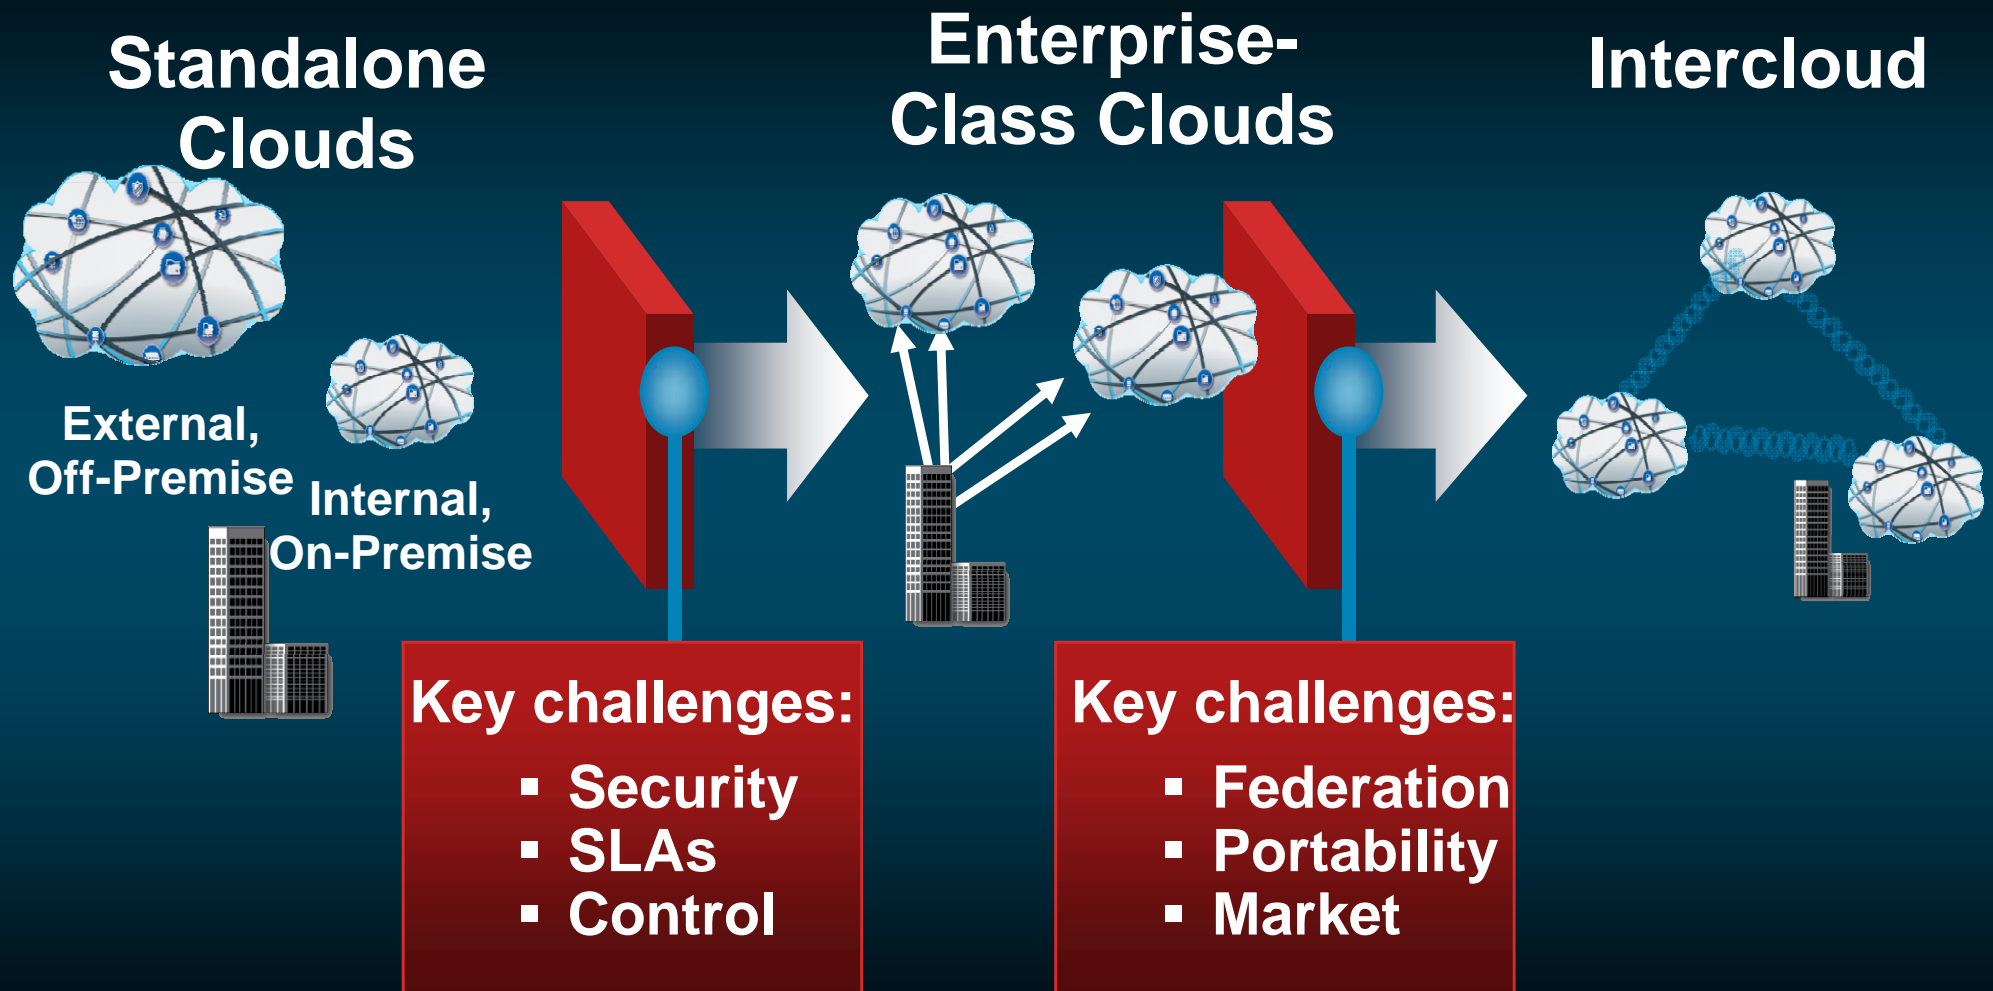 Standalone
Clouds
Enterprise-
Class Clouds
Intercloud
External,
Off-Premise
Internal,
On-Premise
Key challenges:
▪ Security
▪ SLAs
▪ Control
Key challenges:
▪ Federation
▪ Portability
▪ Market